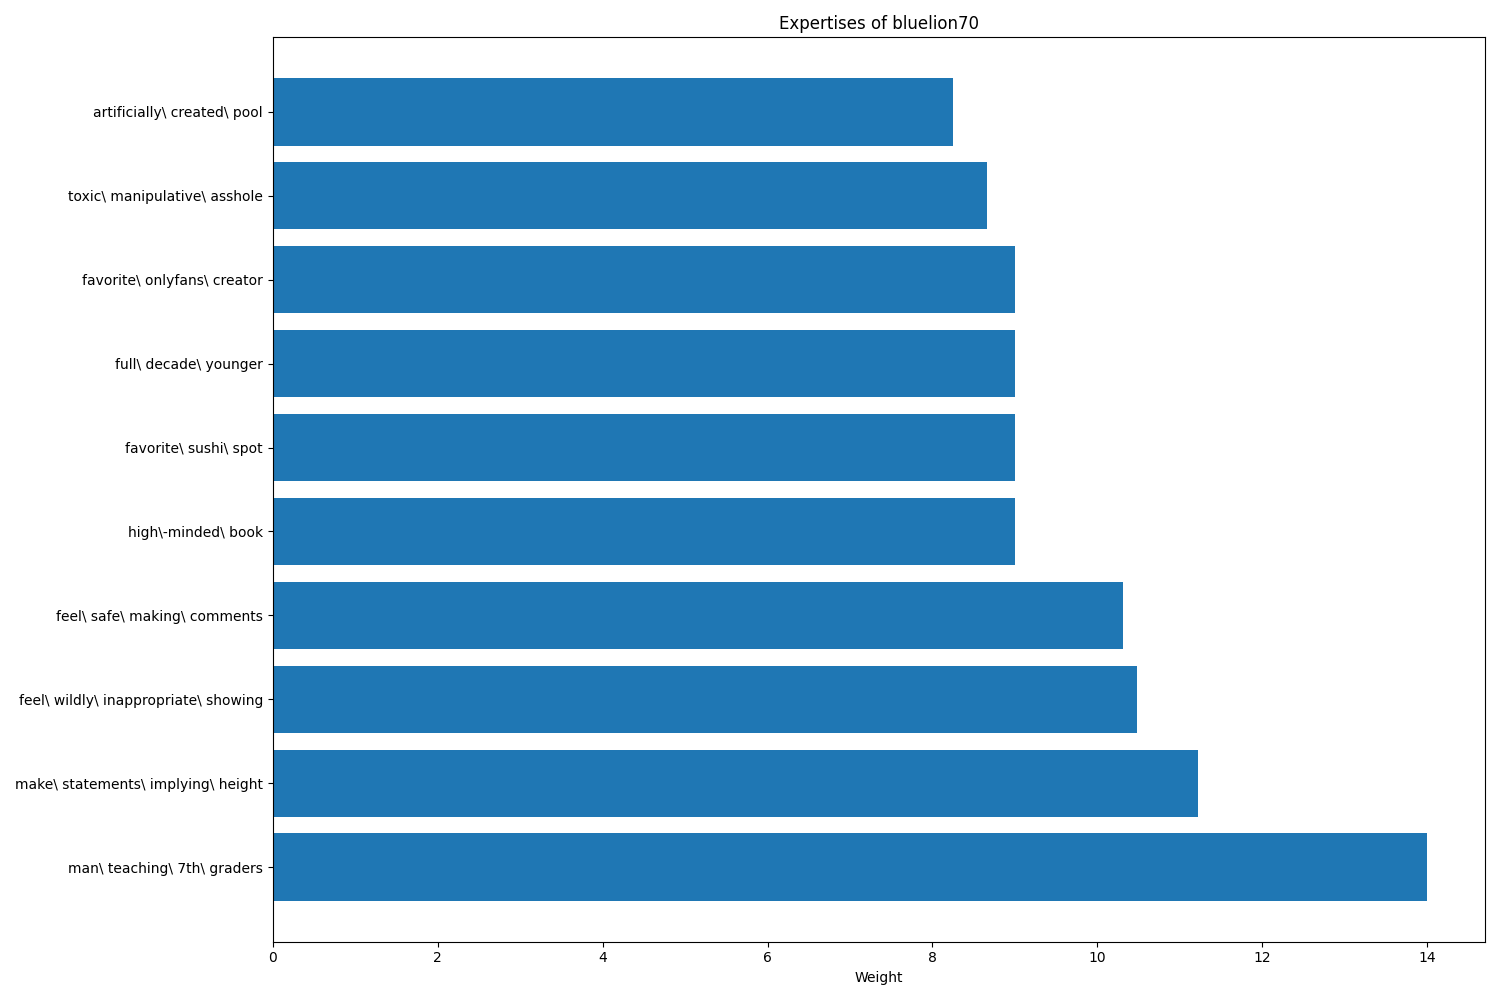 Expertises of bluelion70
artificially\ created\ pool
toxic\ manipulative\ asshole
favorite\ onlyfans\ creator
full\ decade\ younger
favorite\ sushi\ spot
high\-minded\ book
feel\ safe\ making\ comments
feel\ wildly\ inappropriate\ showing
make\ statements\ implying\ height
man\ teaching\ 7th\ graders
0 2 4 6 8 10 12 14
Weight